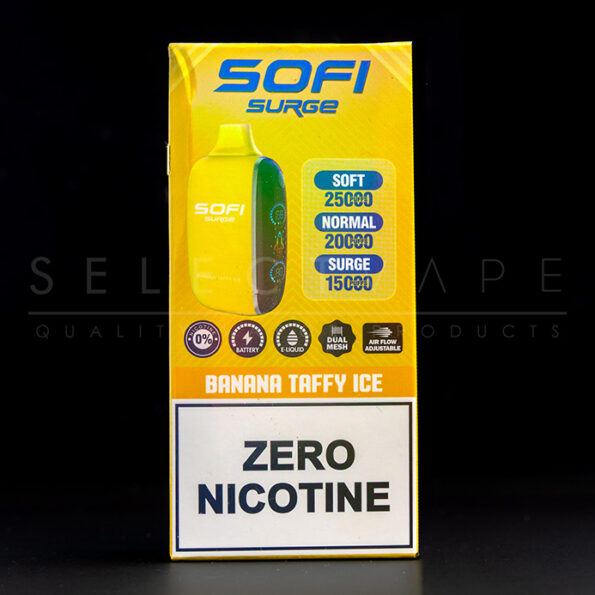 SOFI
SURGE
SOFT
25000
NORMAL
20000
SURGE
15000
SOFI
SURGE
NICOTINE
0%
BATTERY
E-LIQUID
DUAL
MESH
AIR FLOW
ADJUSTABLE
BANANA TAFFY ICE
ZERO
NICOTINE